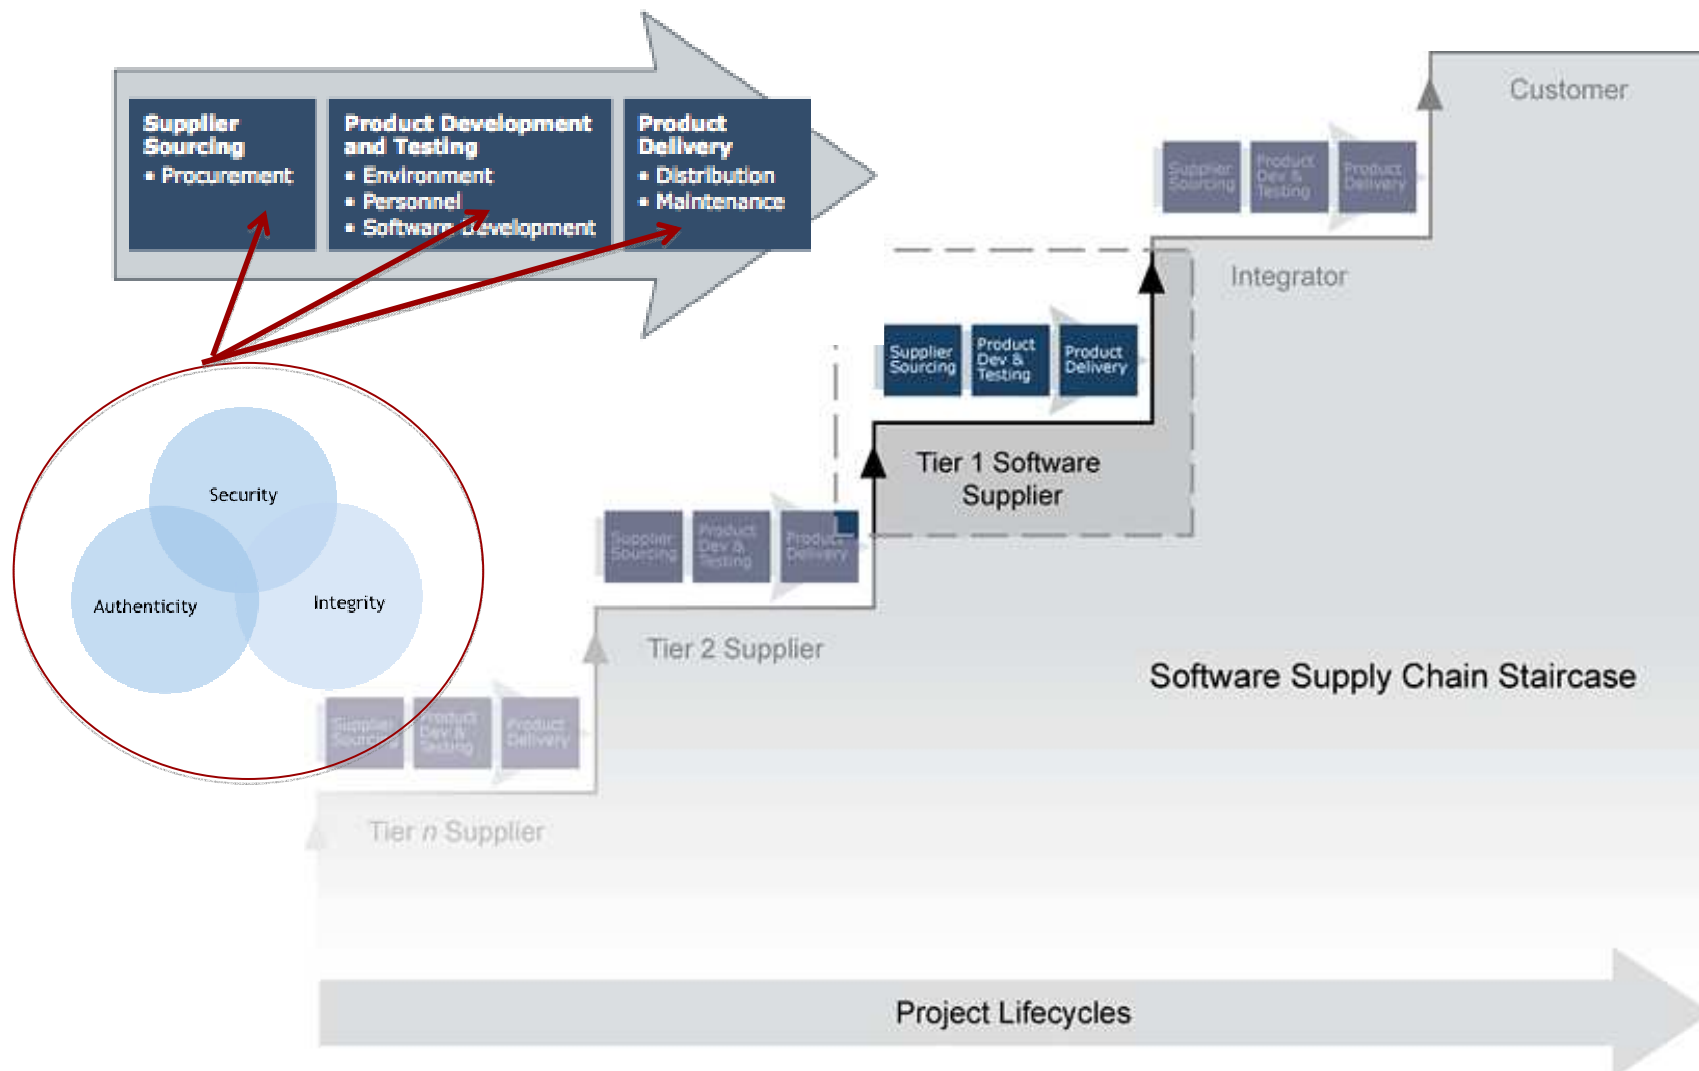 Supplier
Sourcing
• Procurement
Product Development
and Testing
• Environment
• Personnel
• Software Development
Product
Delivery
• Distribution
• Maintenance
Customer
Supplier
Sourcing
Product
Dev &
Testing
Product
Delivery
Integrator
Supplier
Sourcing
Product
Dev &
Testing
Product
Delivery
Tier 1 Software
Supplier
Supplier
Sourcing
Product
Dev &
Testing
Product
Delivery
Tier 2 Supplier
Security
Authenticity
Integrity
Software Supply Chain Staircase
Supplier
Sourcing
Product
Dev &
Testing
Product
Delivery
Tier n Supplier
Project Lifecycles